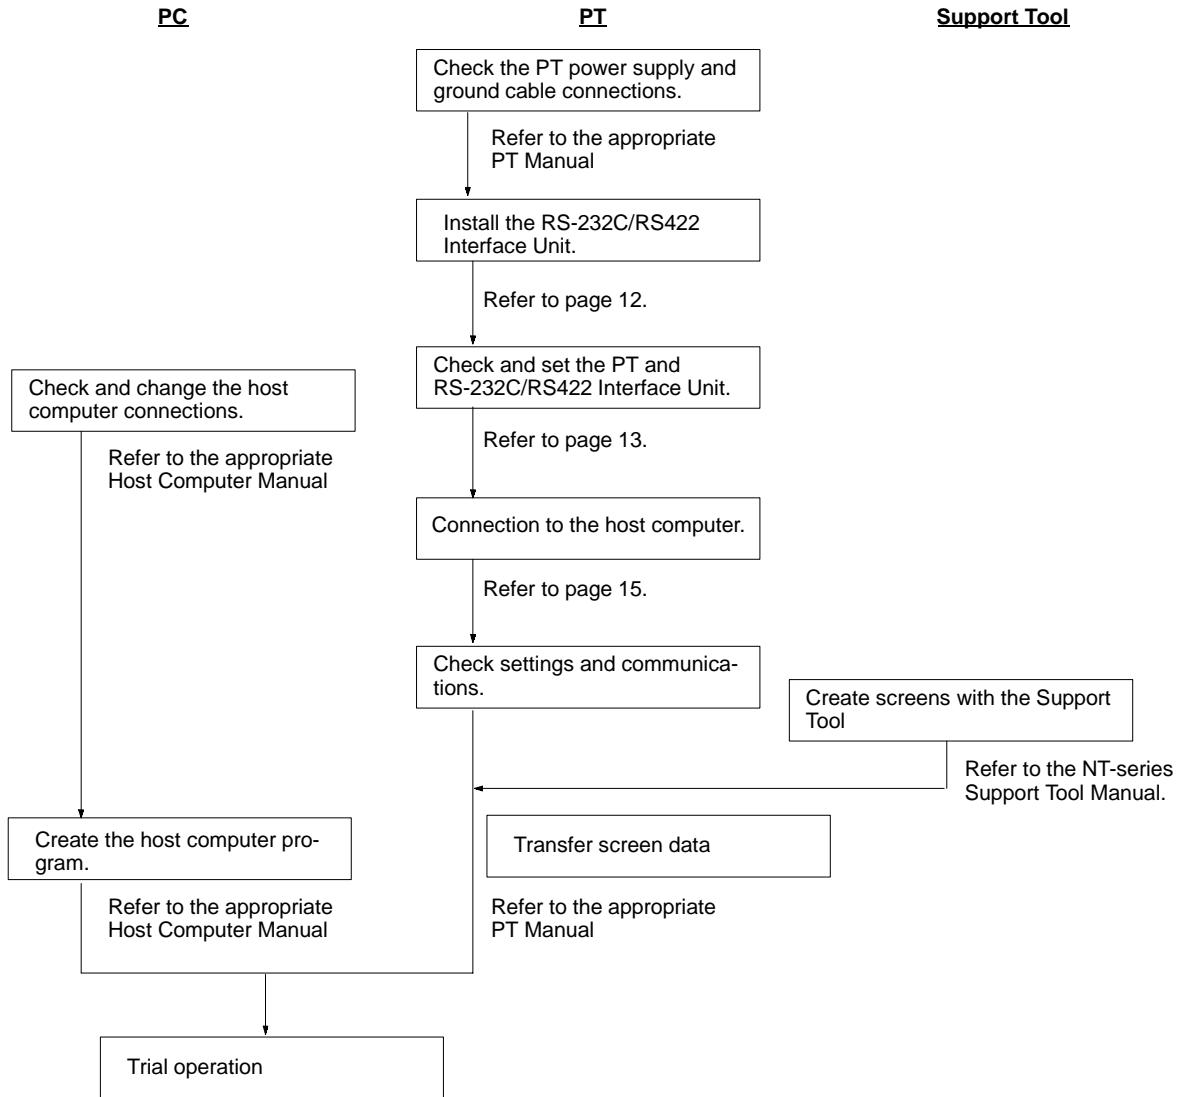 PC
PT
Support Tool
Check the PT power supply and
ground cable connections.
Refer to the appropriate
PT Manual
Install the RS-232C/RS422
Interface Unit.
Refer to page 12.
Check and set the PT and
RS-232C/RS422 Interface Unit.
Check and change the host
computer connections.
Refer to page 13.
Refer to the appropriate
Host Computer Manual
Connection to the host computer.
Refer to page 15.
Check settings and communica-
tions.
Create screens with the Support
Tool
Refer to the NT-series
Support Tool Manual.
Create the host computer pro-
gram.
Transfer screen data
Refer to the appropriate
Host Computer Manual
Refer to the appropriate
PT Manual
Trial operation